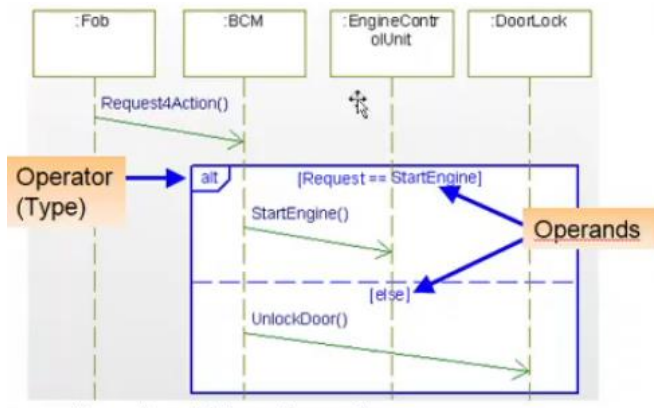 :Fob
:BCM
:EngineContr
olUnit
:DoorLock
Request4Action()
Operator
(Type)
alt
[Request == StartEngine]
StartEngine()
Operands
[else]
UnlockDoor()